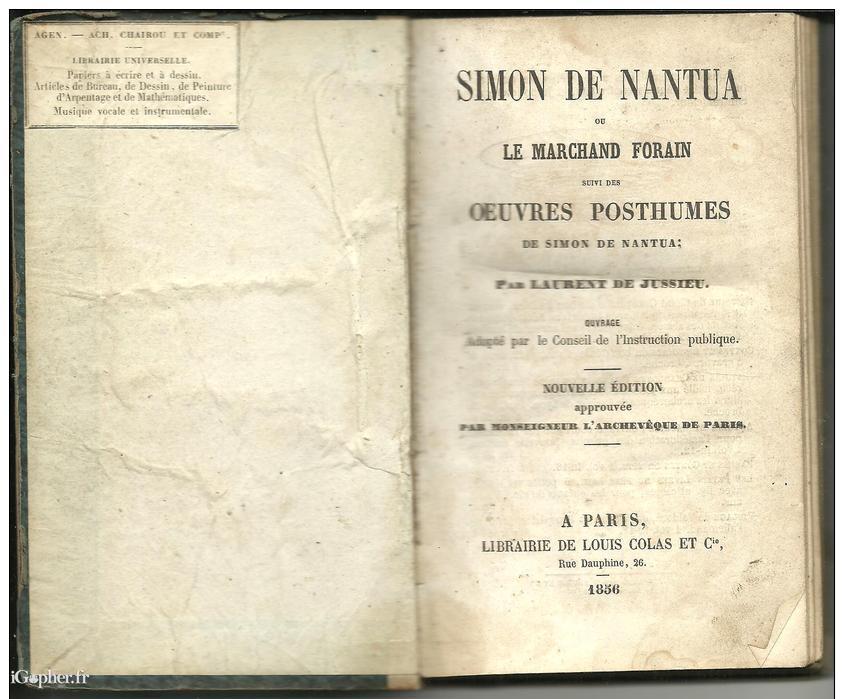 AGEN. — ACH. CHAIROU ET COMPᵉ.
LIBRAIRIE UNIVERSELLE.
Papiers à écrire et à dessin.
Articles de Bureau, de Dessin, de Peinture
d'Arpentage et de Mathématiques.
Musique vocale et instrumentale.
SIMON DE NANTUA
OU
LE MARCHAND FORAIN
SUIVI DES
ŒUVRES POSTHUMES
DE SIMON DE NANTUA;
PAR LAURENT DE JUSSIEU.
OUVRAGE
Adopté par le Conseil de l'Instruction publique.
NOUVELLE ÉDITION
approuvée
PAR MONSEIGNEUR L'ARCHEVÊQUE DE PARIS.
A PARIS,
LIBRAIRIE DE LOUIS COLAS ET Cⁱᵉ,
Rue Dauphine, 26.
1856
iGopher.fr